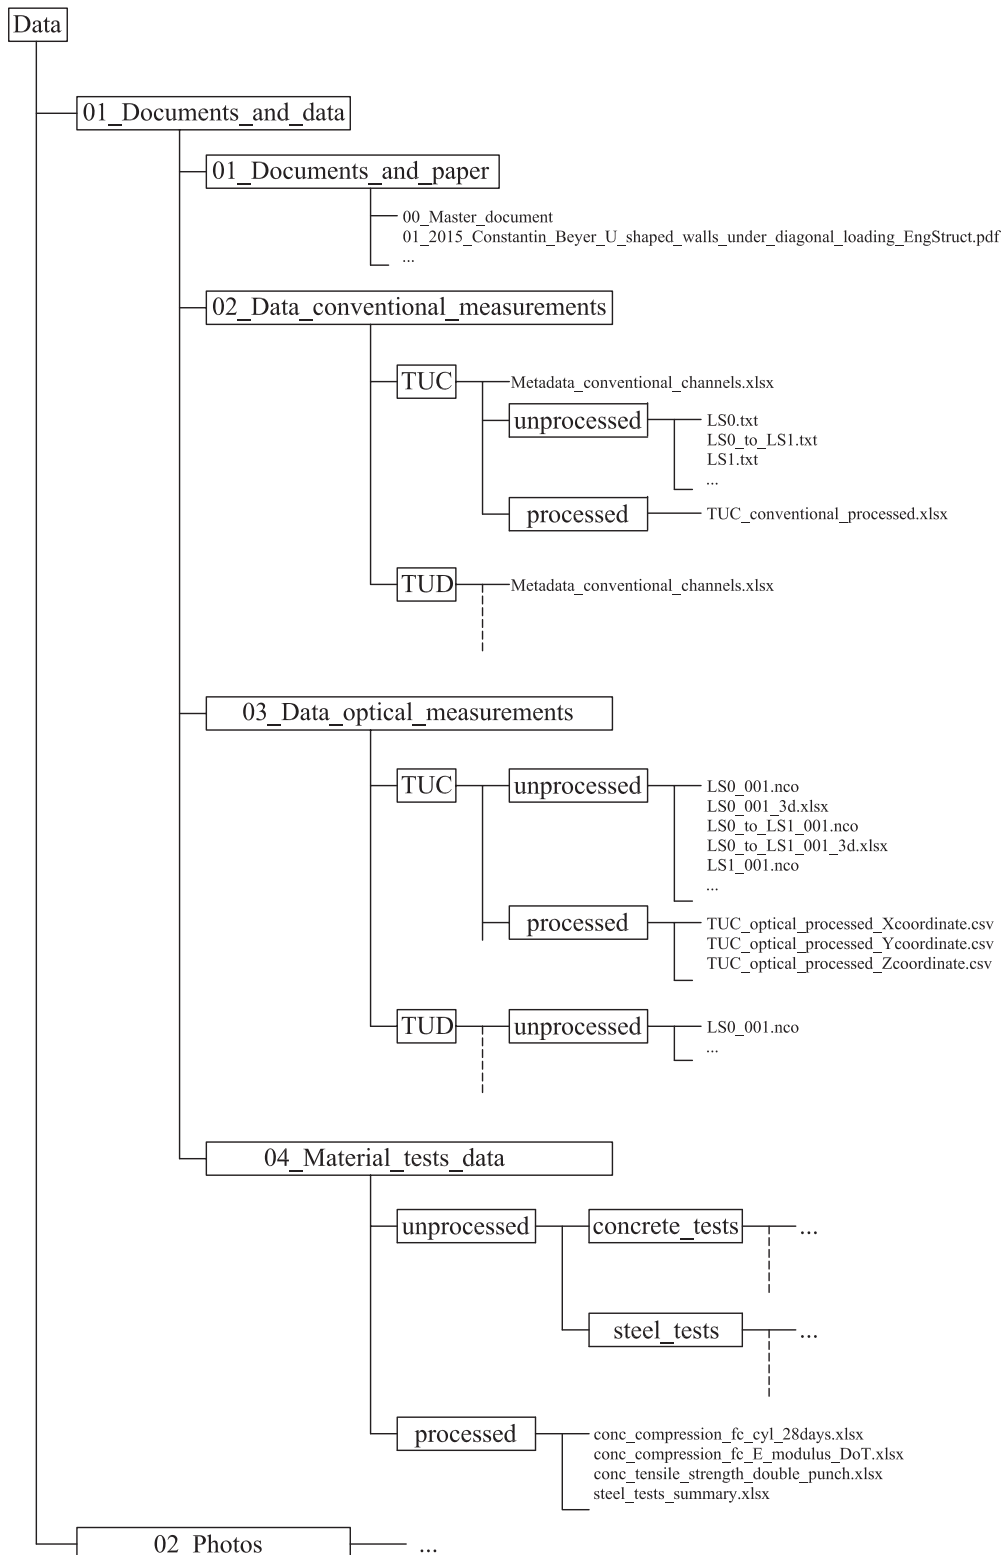 Data
01_Documents_and_data
01_Documents_and_paper
00_Master_document
01_2015_Constantin_Beyer_U_shaped_walls_under_diagonal_loading_EngStruct.pdf
...
02_Data_conventional_measurements
TUC
Metadata_conventional_channels.xlsx
unprocessed
LS0.txt
LS0_to_LS1.txt
LS1.txt
...
processed
TUC_conventional_processed.xlsx
TUD
Metadata_conventional_channels.xlsx
03_Data_optical_measurements
TUC
unprocessed
LS0_001.nco
LS0_001_3d.xlsx
LS0_to_LS1_001.nco
LS0_to_LS1_001_3d.xlsx
LS1_001.nco
...
processed
TUC_optical_processed_Xcoordinate.csv
TUC_optical_processed_Ycoordinate.csv
TUC_optical_processed_Zcoordinate.csv
TUD
unprocessed
LS0_001.nco
...
04_Material_tests_data
unprocessed
concrete_tests
...
steel_tests
...
processed
conc_compression_fc_cyl_28days.xlsx
conc_compression_fc_E_modulus_DoT.xlsx
conc_tensile_strength_double_punch.xlsx
steel_tests_summary.xlsx
02_Photos
...